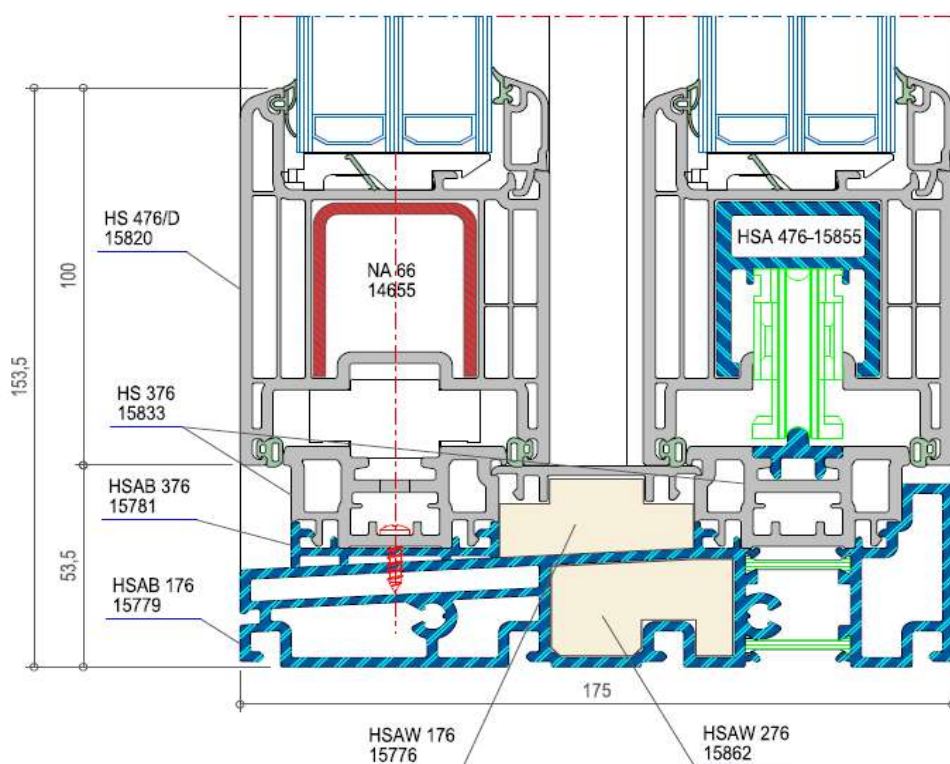 HS 476/D
15820
NA 66
14655
HSA 476-15855
100
153,5
HS 376
15833
HSAB 376
15781
53,5
HSAB 176
15779
175
HSAW 176
15776
HSAW 276
15862